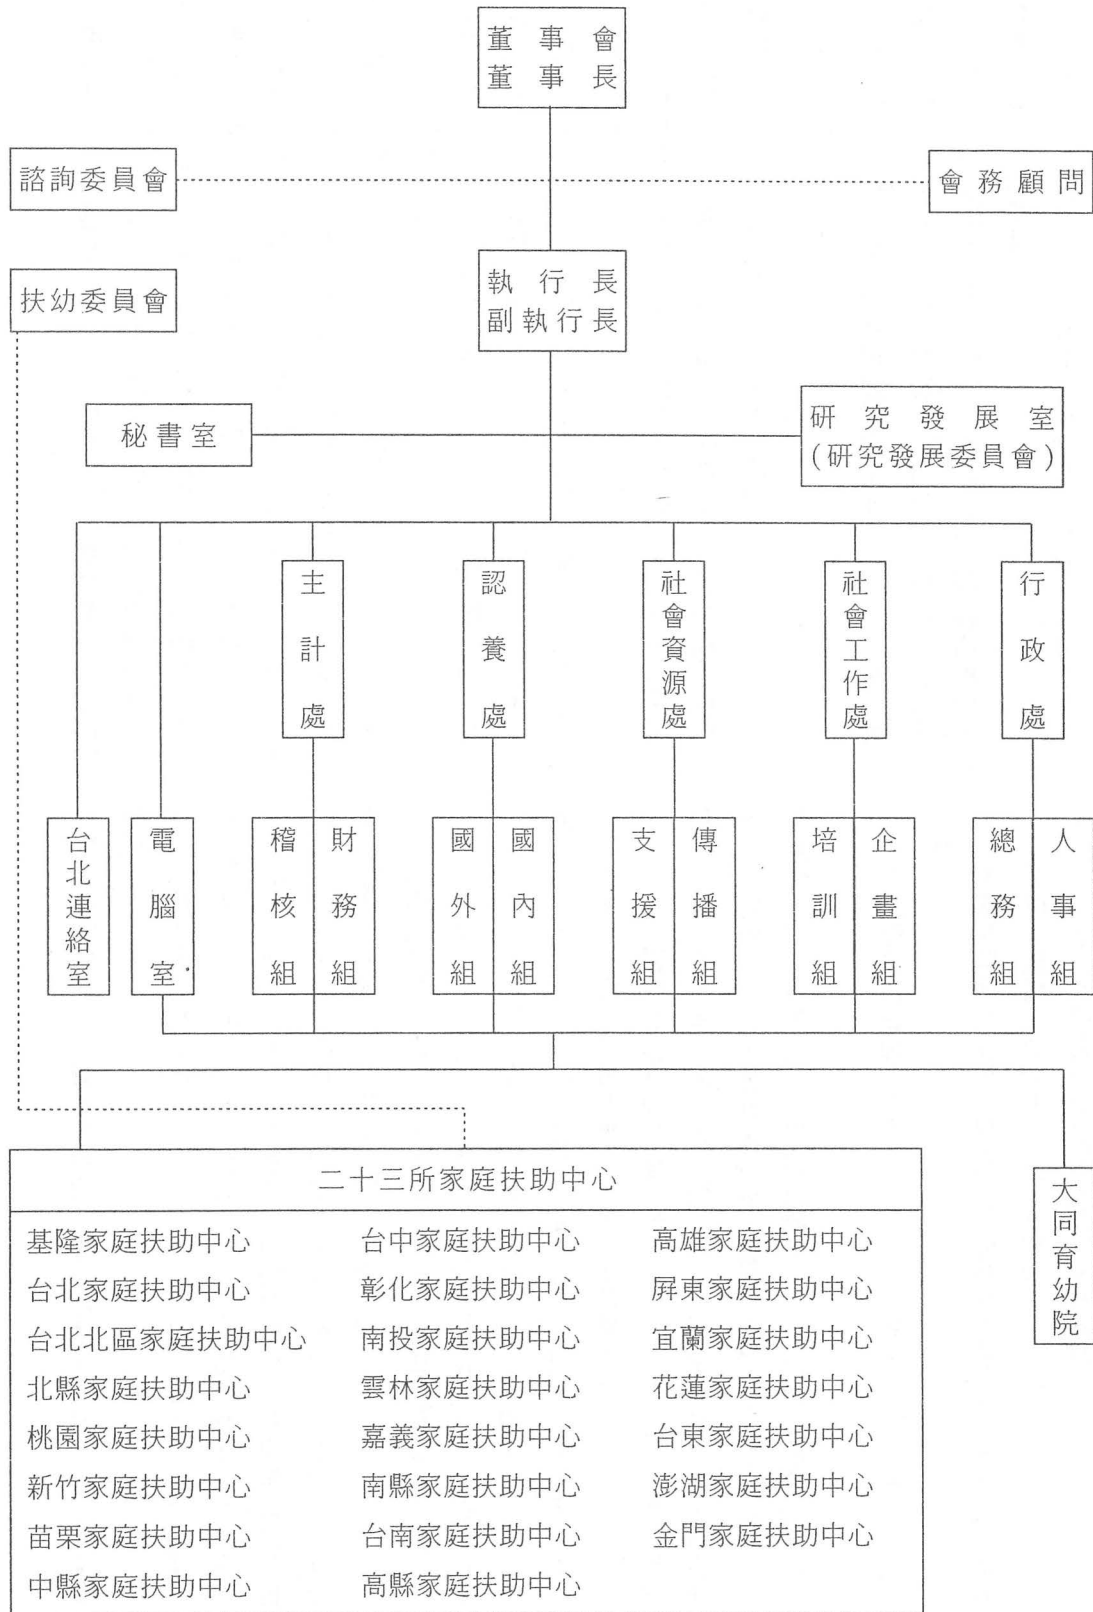 董事會
董事長
諮詢委員會
會務顧問
執行長
副執行長
扶幼委員會
秘書室
研究發展室
(研究發展委員會)
主計處
認養處
社會資源處
社會工作處
行政處
台北連絡室
電腦室
稽核組
財務組
國外組
國內組
支援組
傳播組
培訓組
企畫組
總務組
人事組
二十三所家庭扶助中心
基隆家庭扶助中心
台中家庭扶助中心
高雄家庭扶助中心
台北家庭扶助中心
彰化家庭扶助中心
屏東家庭扶助中心
台北北區家庭扶助中心
南投家庭扶助中心
宜蘭家庭扶助中心
北縣家庭扶助中心
雲林家庭扶助中心
花蓮家庭扶助中心
桃園家庭扶助中心
嘉義家庭扶助中心
台東家庭扶助中心
新竹家庭扶助中心
南縣家庭扶助中心
澎湖家庭扶助中心
苗栗家庭扶助中心
台南家庭扶助中心
金門家庭扶助中心
中縣家庭扶助中心
高縣家庭扶助中心
大同育幼院